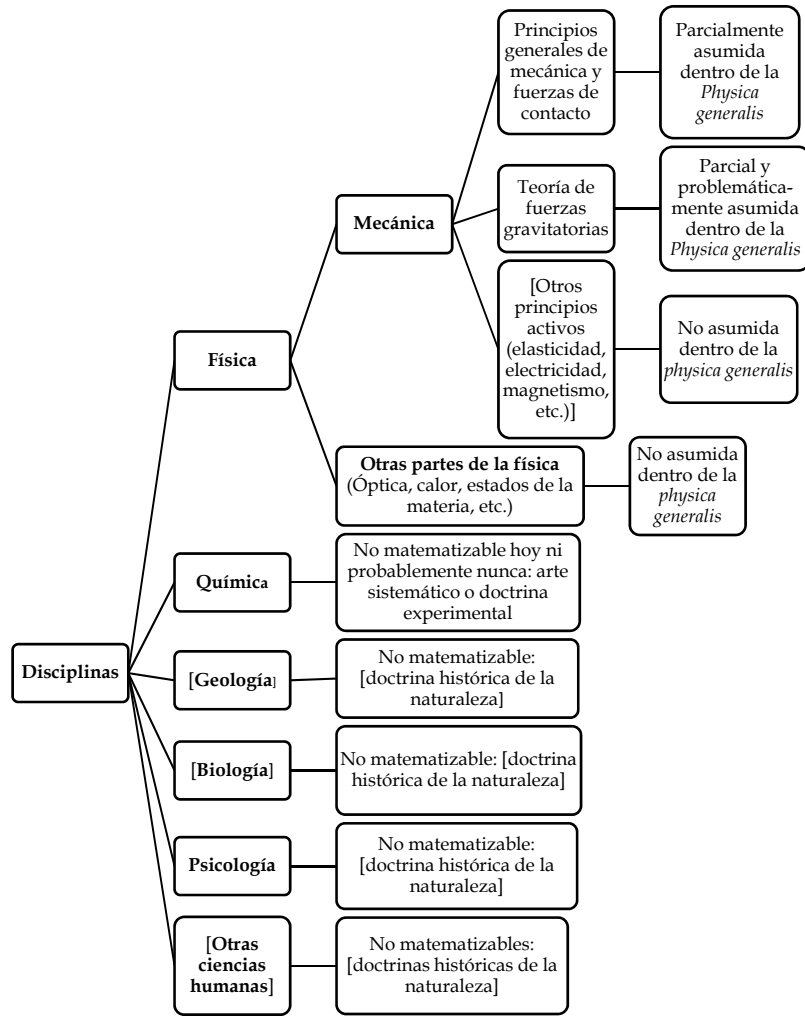 Disciplinas
Física
Mecánica
Principios
generales de
mecánica y
fuerzas de
contacto
Parcialmente
asumida
dentro de la
Physica
generalis
Teoría de
fuerzas
gravitatorias
Parcial y
problemática-
mente asumida
dentro de la
Physica generalis
[Otros
principios
activos
(elasticidad,
electricidad,
magnetismo,
etc.)]
No asumida
dentro de la
physica generalis
Otras partes de la física
(Óptica, calor, estados de la
materia, etc.)
No asumida
dentro de la
physica
generalis
Química
No matematizable hoy ni
probablemente nunca: arte
sistemático o doctrina
experimental
[Geología]
No matematizable:
[doctrina histórica de la
naturaleza]
[Biología]
No matematizable: [doctrina
histórica de la naturaleza]
Psicología
No matematizable:
[doctrina histórica de la
naturaleza]
[Otras
ciencias
humanas]
No matematizables:
[doctrinas históricas de la
naturaleza]